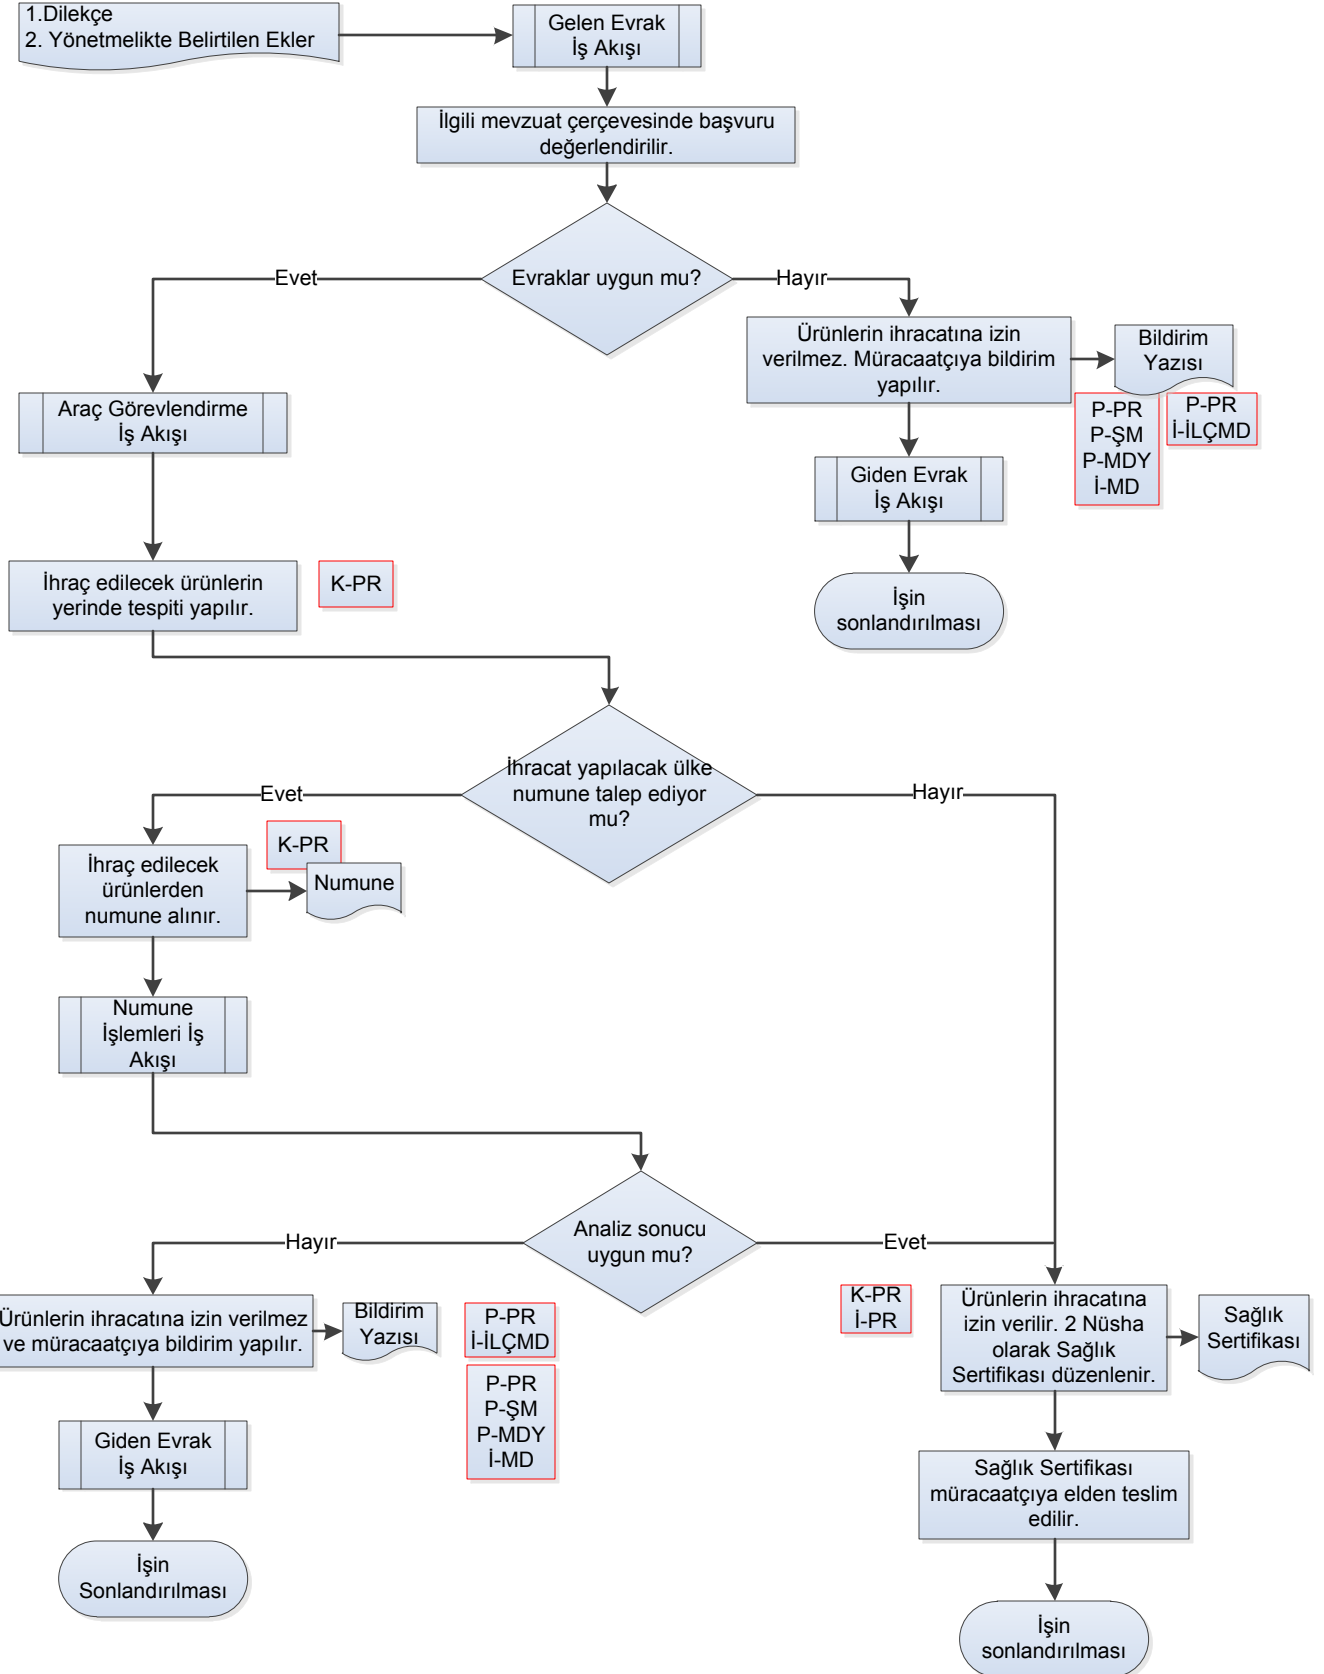 1.Dilekçe
2. Yönetmelikte Belirtilen Ekler
Gelen Evrak
İş Akışı
İlgili mevzuat çerçevesinde başvuru
değerlendirilir.
Evraklar uygun mu?
Evet
Hayır
Ürünlerin ihracatına izin
verilmez. Müracaatçıya bildirim
yapılır.
Bildirim
Yazısı
P-PR
P-ŞM
P-MDY
İ-MD
P-PR
İ-İLÇMD
Araç Görevlendirme
İş Akışı
Giden Evrak
İş Akışı
İhraç edilecek ürünlerin
yerinde tespiti yapılır.
K-PR
İşin
sonlandırılması
İhracat yapılacak ülke
numune talep ediyor
mu?
Evet
Hayır
K-PR
İhraç edilecek
ürünlerden
numune alınır.
Numune
Numune
İşlemleri İş
Akışı
Analiz sonucu
uygun mu?
Hayır
Evet
Ürünlerin ihracatına izin verilmez
ve müracaatçıya bildirim yapılır.
Bildirim
Yazısı
P-PR
İ-İLÇMD
P-PR
P-ŞM
P-MDY
İ-MD
K-PR
İ-PR
Ürünlerin ihracatına
izin verilir. 2 Nüsha
olarak Sağlık
Sertifikası düzenlenir.
Sağlık
Sertifikası
Giden Evrak
İş Akışı
Sağlık Sertifikası
müracaatçıya elden teslim
edilir.
İşin
Sonlandırılması
İşin
sonlandırılması